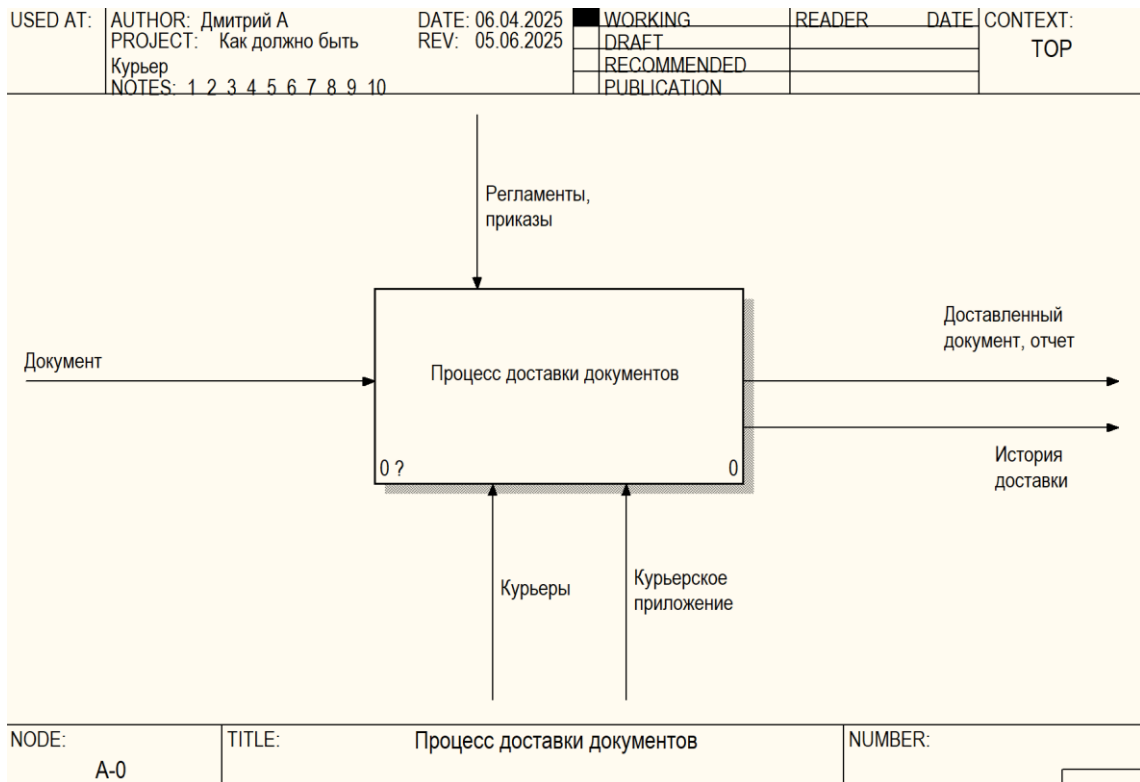 USED AT:
AUTHOR: Дмитрий А
DATE: 06.04.2025
PROJECT: Как должно быть
REV: 05.06.2025
Курьер
NOTES: 1 2 3 4 5 6 7 8 9 10
WORKING
DRAFT
RECOMMENDED
PUBLICATION
READER DATE
CONTEXT:
TOP
Регламенты,
приказы
Документ
Процесс доставки документов
0 ?
0
Доставленный
документ, отчет
История
доставки
Курьеры
Курьерское
приложение
NODE:
A-0
TITLE:
Процесс доставки документов
NUMBER: